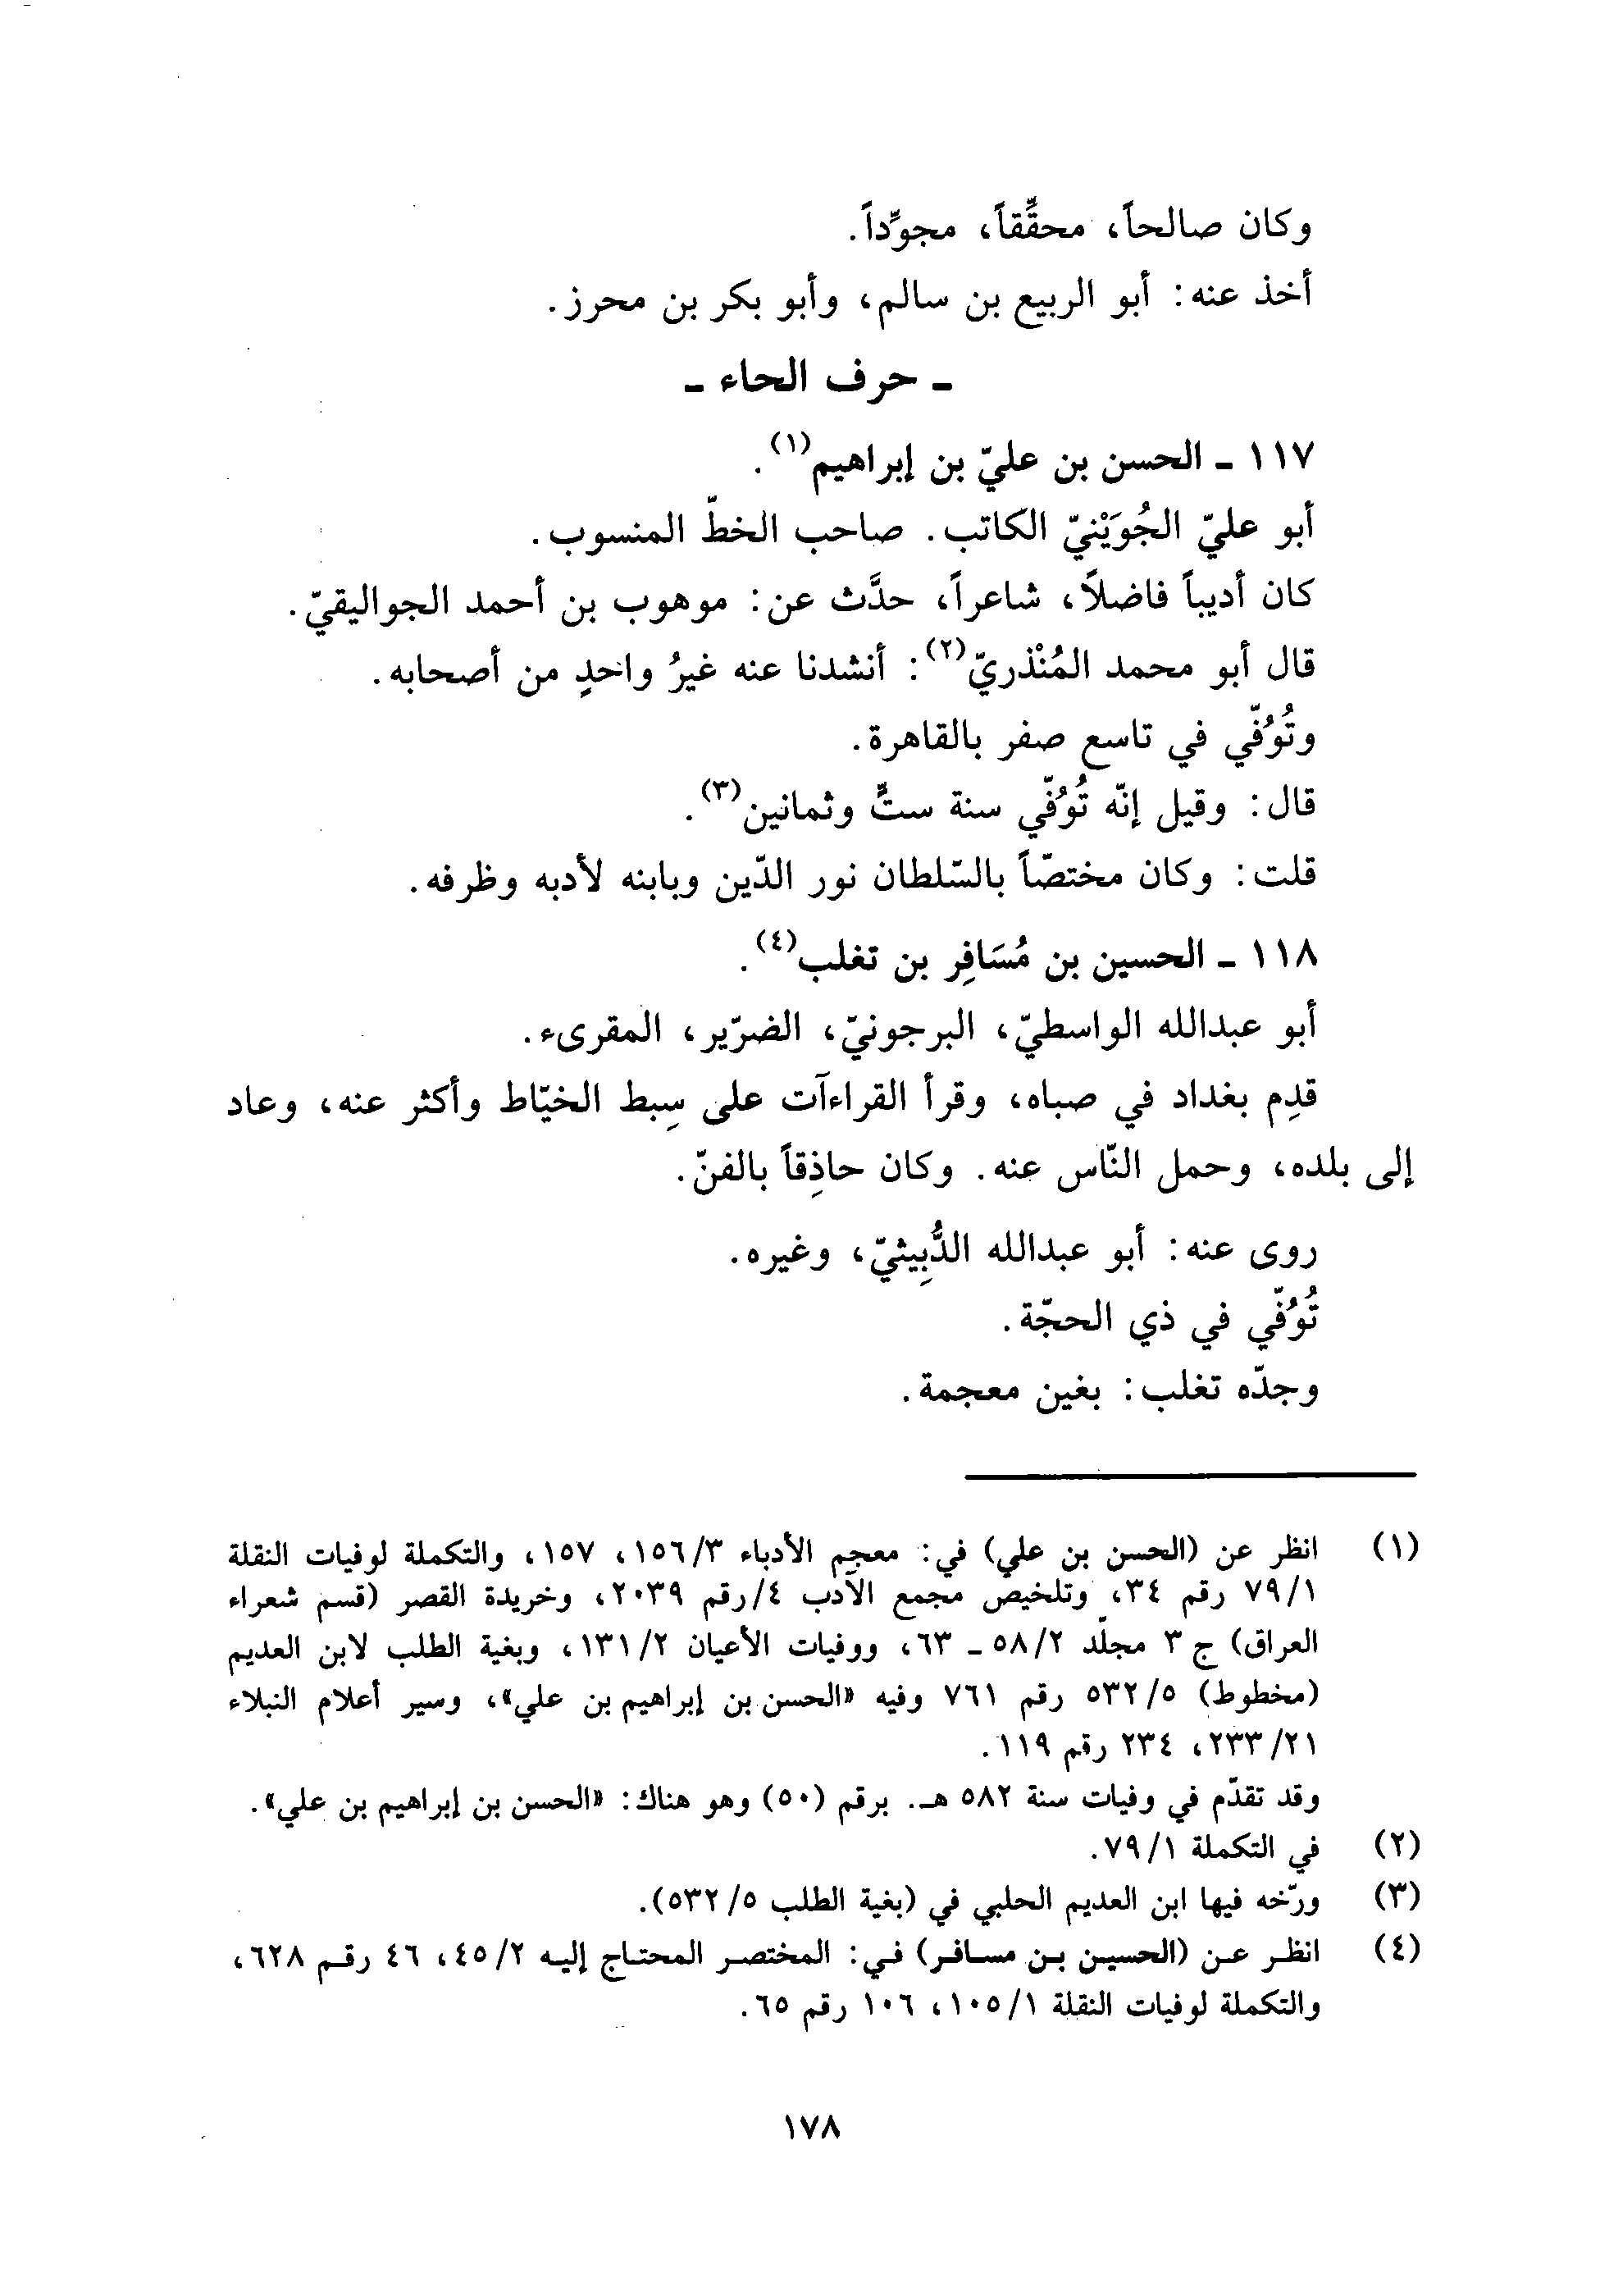 وكان صالحاً، محقِّقاً، مجوِّداً.
أخذ عنه: أبو الربيع بن سالم، وأبو بكر بن محرز.
ـ حرف الحاء ـ
١١٧ ـ الحسن بن عليّ بن إبراهيم(١).
أبو عليّ الجُوَيْنيّ الكاتب. صاحب الخطّ المنسوب.
كان أديباً فاضلاً، شاعراً، حدَّث عن: موهوب بن أحمد الجواليقيّ.
قال أبو محمد المُنْذريّ(٢): أنشدنا عنه غيرُ واحدٍ من أصحابه.
وتُوُفّي في تاسع صفر بالقاهرة.
قال: وقيل إنّه تُوُفّي سنة ستٍّ وثمانين(٣).
قلت: وكان مختصّاً بالسّلطان نور الدّين وبابنه لأدبه وظرفه.
١١٨ ـ الحسين بن مُسَافِر بن تغلب(٤).
أبو عبدالله الواسطيّ، البرجونيّ، الضرّير، المقرىء.
قدِم بغداد في صباه، وقرأ القراءآت على سِبط الخيّاط وأكثر عنه، وعاد
إلى بلده، وحمل النّاس عنه. وكان حاذِقاً بالفنّ.
روى عنه: أبو عبدالله الدُّبِيثيّ، وغيره.
تُوُفّي في ذي الحجّة.
وجدّه تغلب: بغين معجمة.
(١) انظر عن (الحسن بن علي) في: معجم الأدباء ١٥٦/٣، ١٥٧، والتكملة لوفيات النقلة
٧٩/١ رقم ٣٤، وتلخيص مجمع الآدب ٤/رقم ٢٠٣٩، وخريدة القصر (قسم شعراء
العراق) ج ٣ مجلّد ٥٨/٢ ـ ٦٣، ووفيات الأعيان ١٣١/٢، وبغية الطلب لابن العديم
(مخطوط) ٥٣٢/٥ رقم ٧٦١ وفيه «الحسن بن إبراهيم بن علي»، وسير أعلام النبلاء
٢٣٣/٢١، ٢٣٤ رقم ١١٩.
وقد تقدّم في وفيات سنة ٥٨٢ هـ. برقم (٥٠) وهو هناك: «الحسن بن إبراهيم بن علي».
(٢) في التكملة ٧٩/١.
(٣) ورّخه فيها ابن العديم الحلبي في (بغية الطلب ٥٣٢/٥).
(٤) انظر عن (الحسين بن مسافر) في: المختصر المحتاج إليه ٤٥/٢، ٤٦ رقم ٦٢٨،
والتكملة لوفيات النقلة ١٠٥/١، ١٠٦ رقم ٦٥.
١٧٨